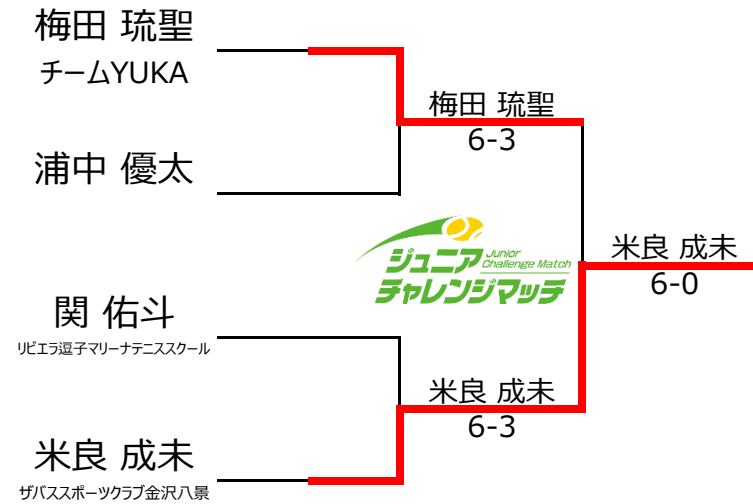 梅田 琉聖
チームYUKA
梅田 琉聖
6-3
浦中 優太
ジュニア Junior Challenge Match
チャレンジマッチ
米良 成未
6-0
関 佑斗
リビエラ逗子マリーナテニススクール
米良 成未
6-3
米良 成未
ザバススポーツクラブ金沢八景